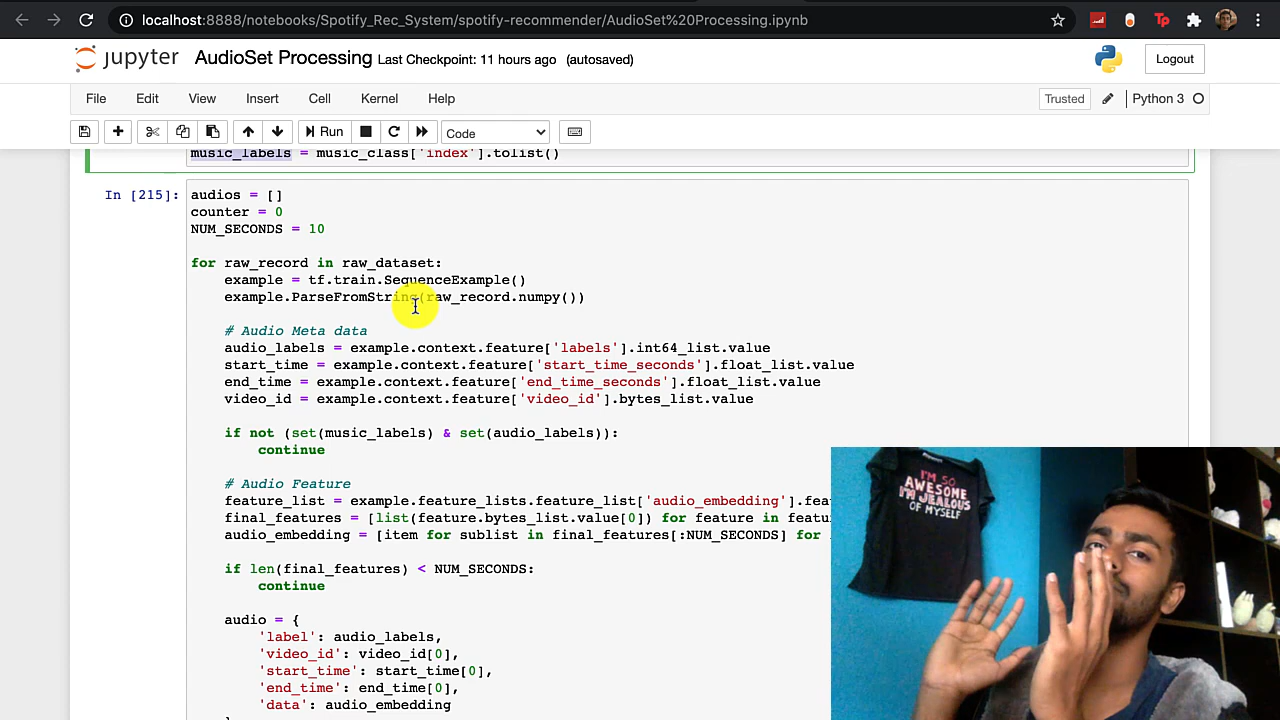 localhost:8888/notebooks/Spotify_Rec_System/spotify-recommender/AudioSet%20Processing.ipynb
Tp
jupyter AudioSet Processing Last Checkpoint: 11 hours ago (autosaved)
Logout
File Edit View Insert Cell Kernel Help
Trusted Python 3
Run Code
music_labels = music_class['index'].tolist()
In [215]:
audios = []
counter = 0
NUM_SECONDS = 10
for raw_record in raw_dataset:
example = tf.train.SequenceExample()
example.ParseFromString(raw_record.numpy())
# Audio Meta data
audio_labels = example.context.feature['labels'].int64_list.value
start_time = example.context.feature['start_time_seconds'].float_list.value
end_time = example.context.feature['end_time_seconds'].float_list.value
video_id = example.context.feature['video_id'].bytes_list.value
if not (set(music_labels) & set(audio_labels)):
continue
# Audio Feature
feature_list = example.feature_lists.feature_list['audio_embedding'].fea
final_features = [list(feature.bytes_list.value[0]) for feature in featu
audio_embedding = [item for sublist in final_features[:NUM_SECONDS] for
if len(final_features) < NUM_SECONDS:
continue
audio = {
'label': audio_labels,
'video_id': video_id[0],
'start_time': start_time[0],
'end_time': end_time[0],
'data': audio_embedding
I'M SO
AWESOME
I'M JEALOUS
OF MYSELF